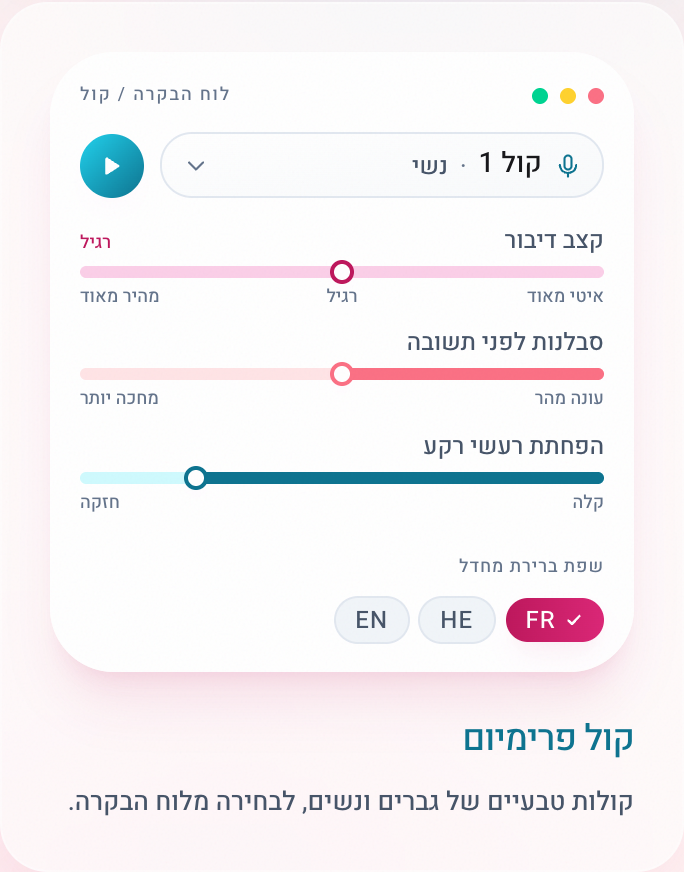 לוח הבקרה / קול
קול 1 · נשי
קצב דיבור
רגיל
איטי מאוד
רגיל
מהיר מאוד
סבלנות לפני תשובה
עונה מהר
מחכה יותר
הפחתת רעשי רקע
קלה
חזקה
שפת ברירת מחדל
FR
HE
EN
קול פרימיום
קולות טבעיים של גברים ונשים, לבחירה מלוח הבקרה.